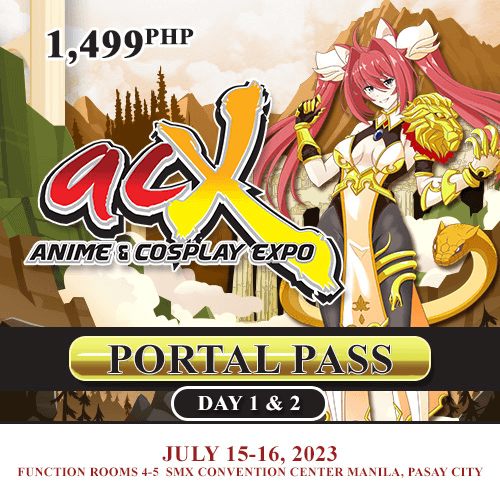 1,499PHP
acX
ANIME & COSPLAY EXPO
PORTAL PASS
DAY 1 & 2
JULY 15-16, 2023
FUNCTION ROOMS 4-5 SMX CONVENTION CENTER MANILA, PASAY CITY